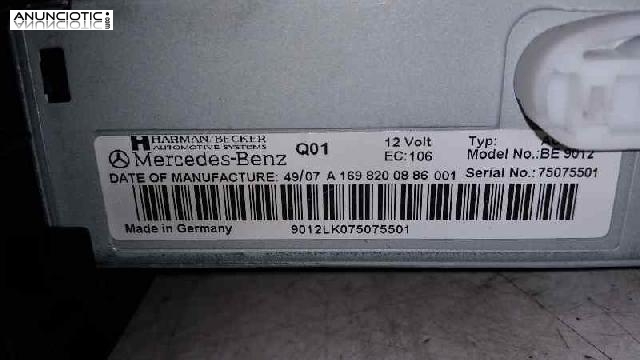 ANUNCIOTIC
.com
HARMAN/BECKER
AUTOMOTIVE SYSTEMS
Mercedes-Benz
Q01
12 Volt
EC:106
Typ:
Model No.:BE 9012
DATE OF MANUFACTURE: 49/07 A 169 820 08 86 001 Serial No.:75075501
Made in Germany
9012LK075075501